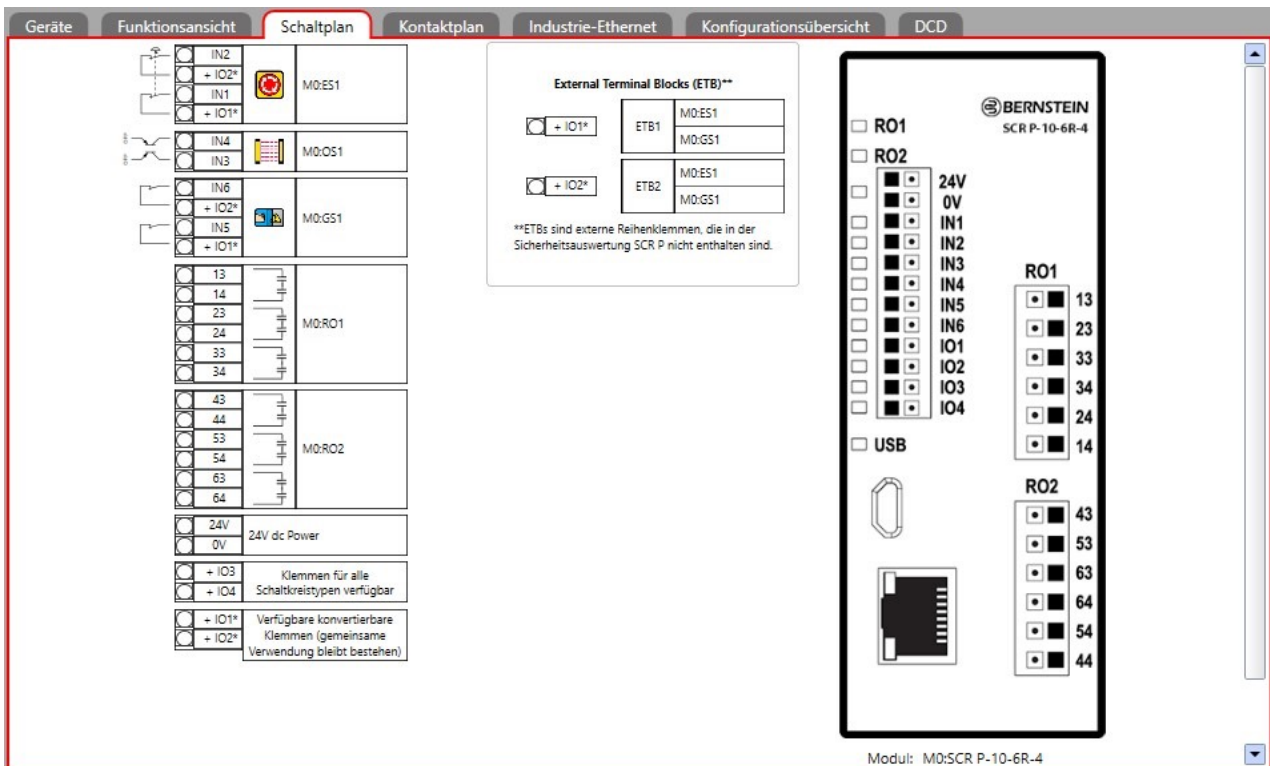 Geräte Funktionsansicht Schaltplan Kontaktplan Industrie-Ethernet Konfigurationsübersicht DCD
IN2
+ IO2*
IN1
+ IO1*
M0:ES1
IN4
IN3
M0:OS1
IN6
+ IO2*
IN5
+ IO1*
M0:GS1
13
14
23
24
33
34
M0:RO1
43
44
53
54
63
64
M0:RO2
24V
0V
24V dc Power
+ IO3
+ IO4
Klemmen für alle
Schaltkreistypen verfügbar
+ IO1*
+ IO2*
Verfügbare konvertierbare
Klemmen (gemeinsame
Verwendung bleibt bestehen)
External Terminal Blocks (ETB)**
+ IO1*
ETB1
M0:ES1
M0:GS1
+ IO2*
ETB2
M0:ES1
M0:GS1
**ETBs sind externe Reihenklemmen, die in der
Sicherheitsauswertung SCR P nicht enthalten sind.
BERNSTEIN
SCR P-10-6R-4
RO1
RO2
24V
0V
IN1
IN2
IN3
IN4
IN5
IN6
IO1
IO2
IO3
IO4
USB
RO1
13
23
33
34
24
14
RO2
43
53
63
64
54
44
Modul: M0:SCR P-10-6R-4